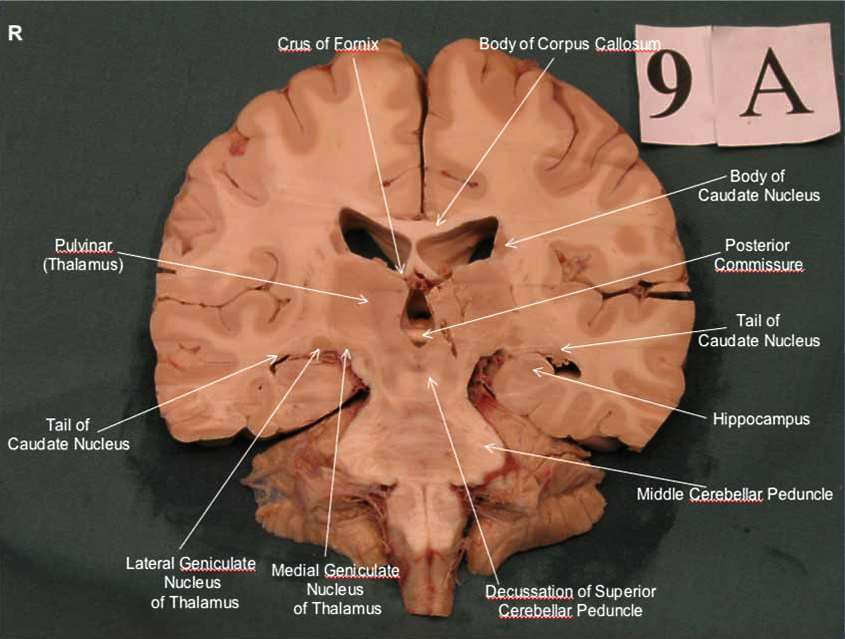 R
Crus of Fornix
Body of Corpus Callosum
9 A
Body of
Caudate Nucleus
Pulvinar
(Thalamus)
Posterior
Commissure
Tail of
Caudate Nucleus
Tail of
Caudate Nucleus
Hippocampus
Middle Cerebellar Peduncle
Lateral Geniculate
Nucleus
of Thalamus
Medial Geniculate
Nucleus
of Thalamus
Decussation of Superior
Cerebellar Peduncle